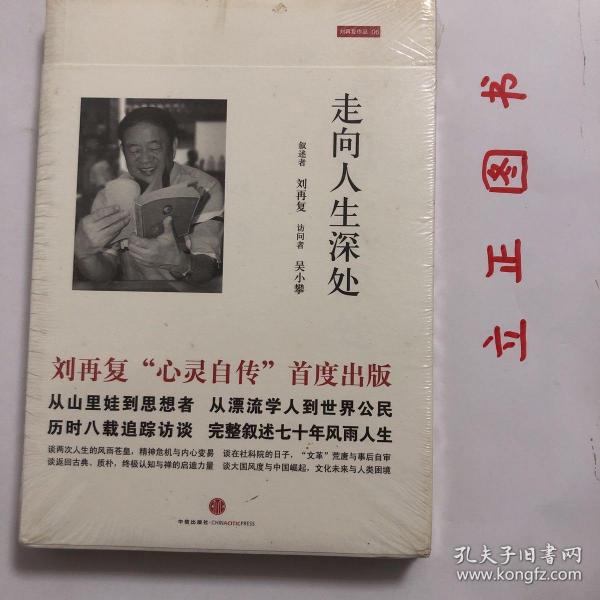 刘再复作品 06
走向人生深处
叙述者 刘再复 访问者 吴小攀
刘再复“心灵自传”首度出版
从山里娃到思想者 从漂流学人到世界公民
历时八载追踪访谈 完整叙述七十年风雨人生
谈两次人生的风雨苍皇，精神危机与内心变易 谈在社科院的日子，“文革”荒唐与事后自审
谈返回古典、质朴，终极认知与禅的启迪力量 谈大国风度与中国崛起，文化未来与人类困境
中信出版社·CHINACITICPRESS
立正图书
孔夫子旧书网
www.kongfz.com